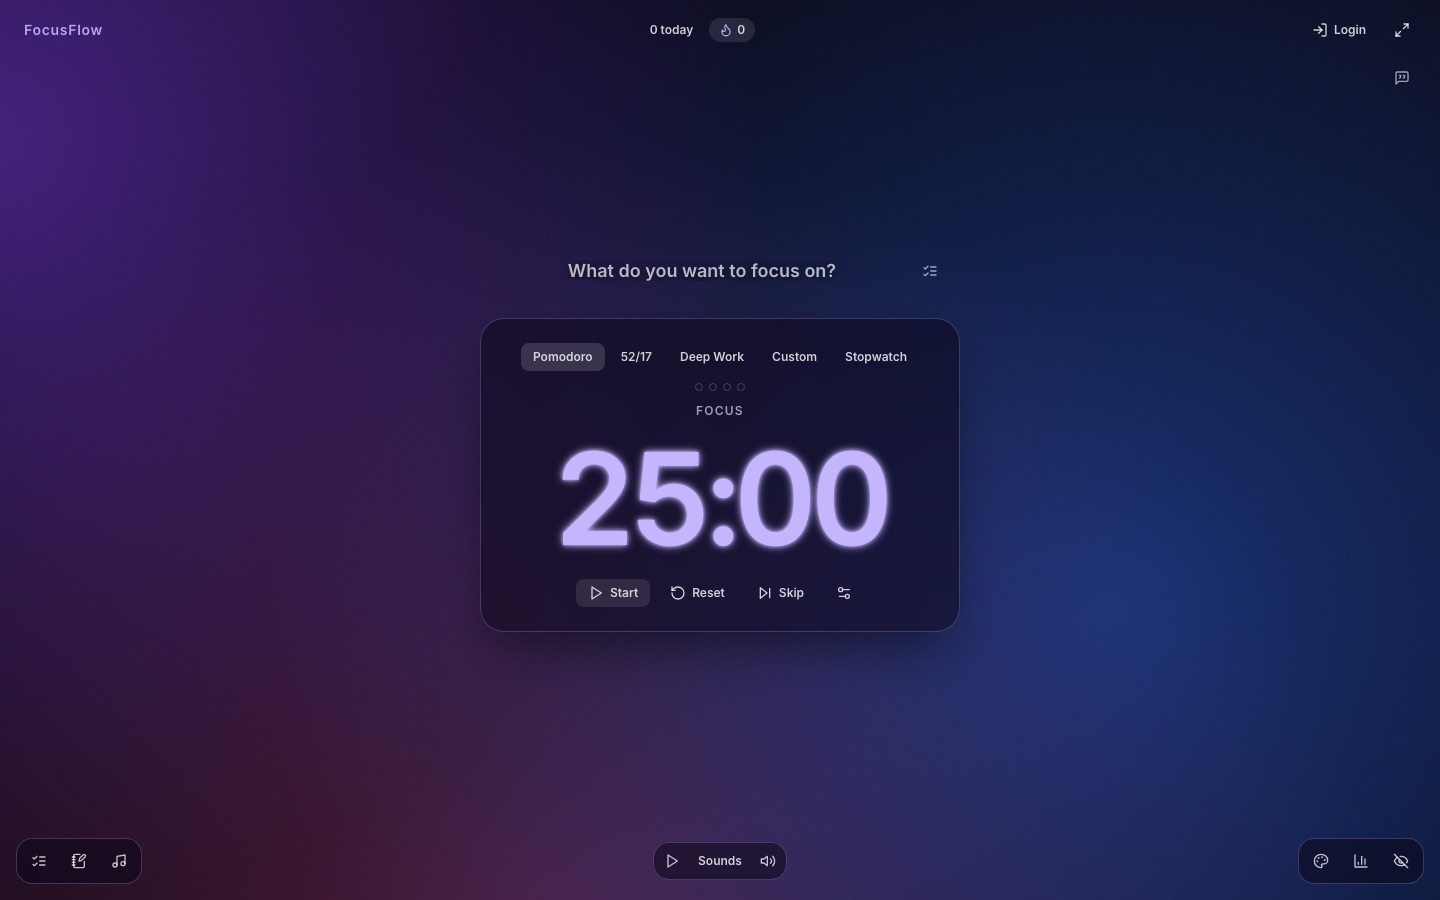 FocusFlow
0 today
0
Login
What do you want to focus on?
Pomodoro
52/17
Deep Work
Custom
Stopwatch
FOCUS
25:00
Start
Reset
Skip
Sounds